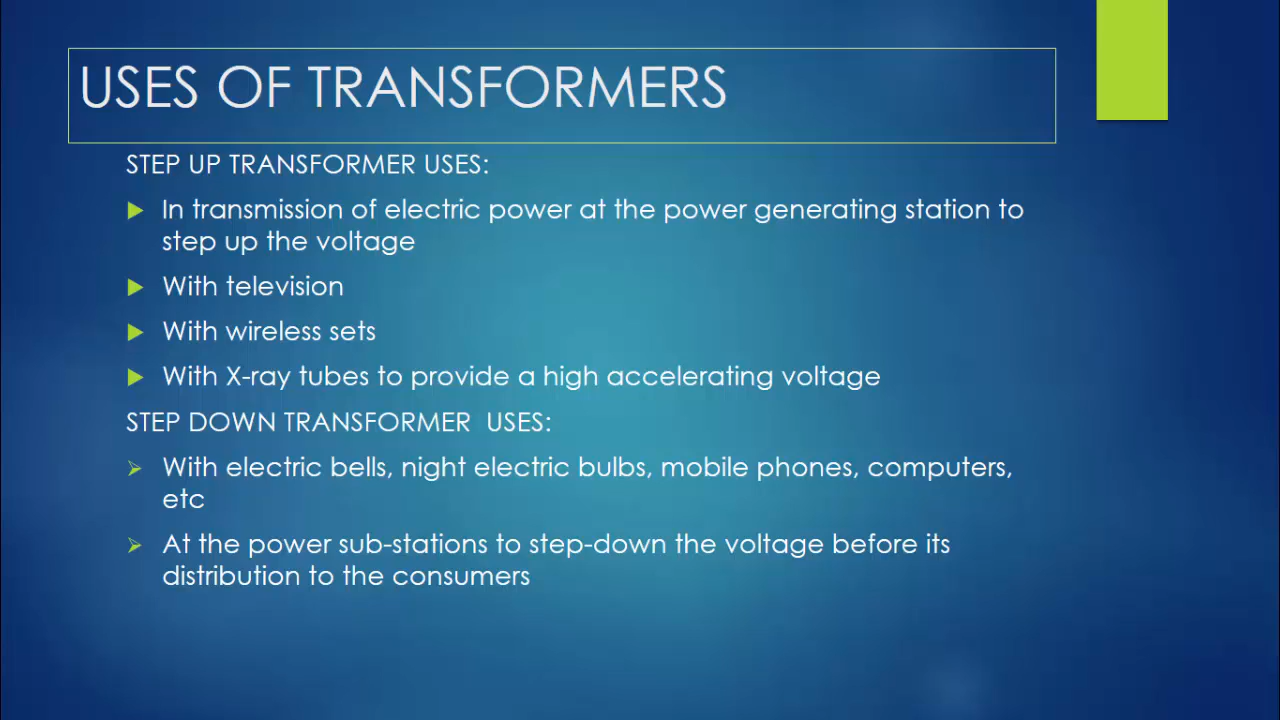 USES OF TRANSFORMERS
STEP UP TRANSFORMER USES:
In transmission of electric power at the power generating station to
step up the voltage
With television
With wireless sets
With X-ray tubes to provide a high accelerating voltage
STEP DOWN TRANSFORMER  USES:
With electric bells, night electric bulbs, mobile phones, computers,
etc
At the power sub-stations to step-down the voltage before its
distribution to the consumers